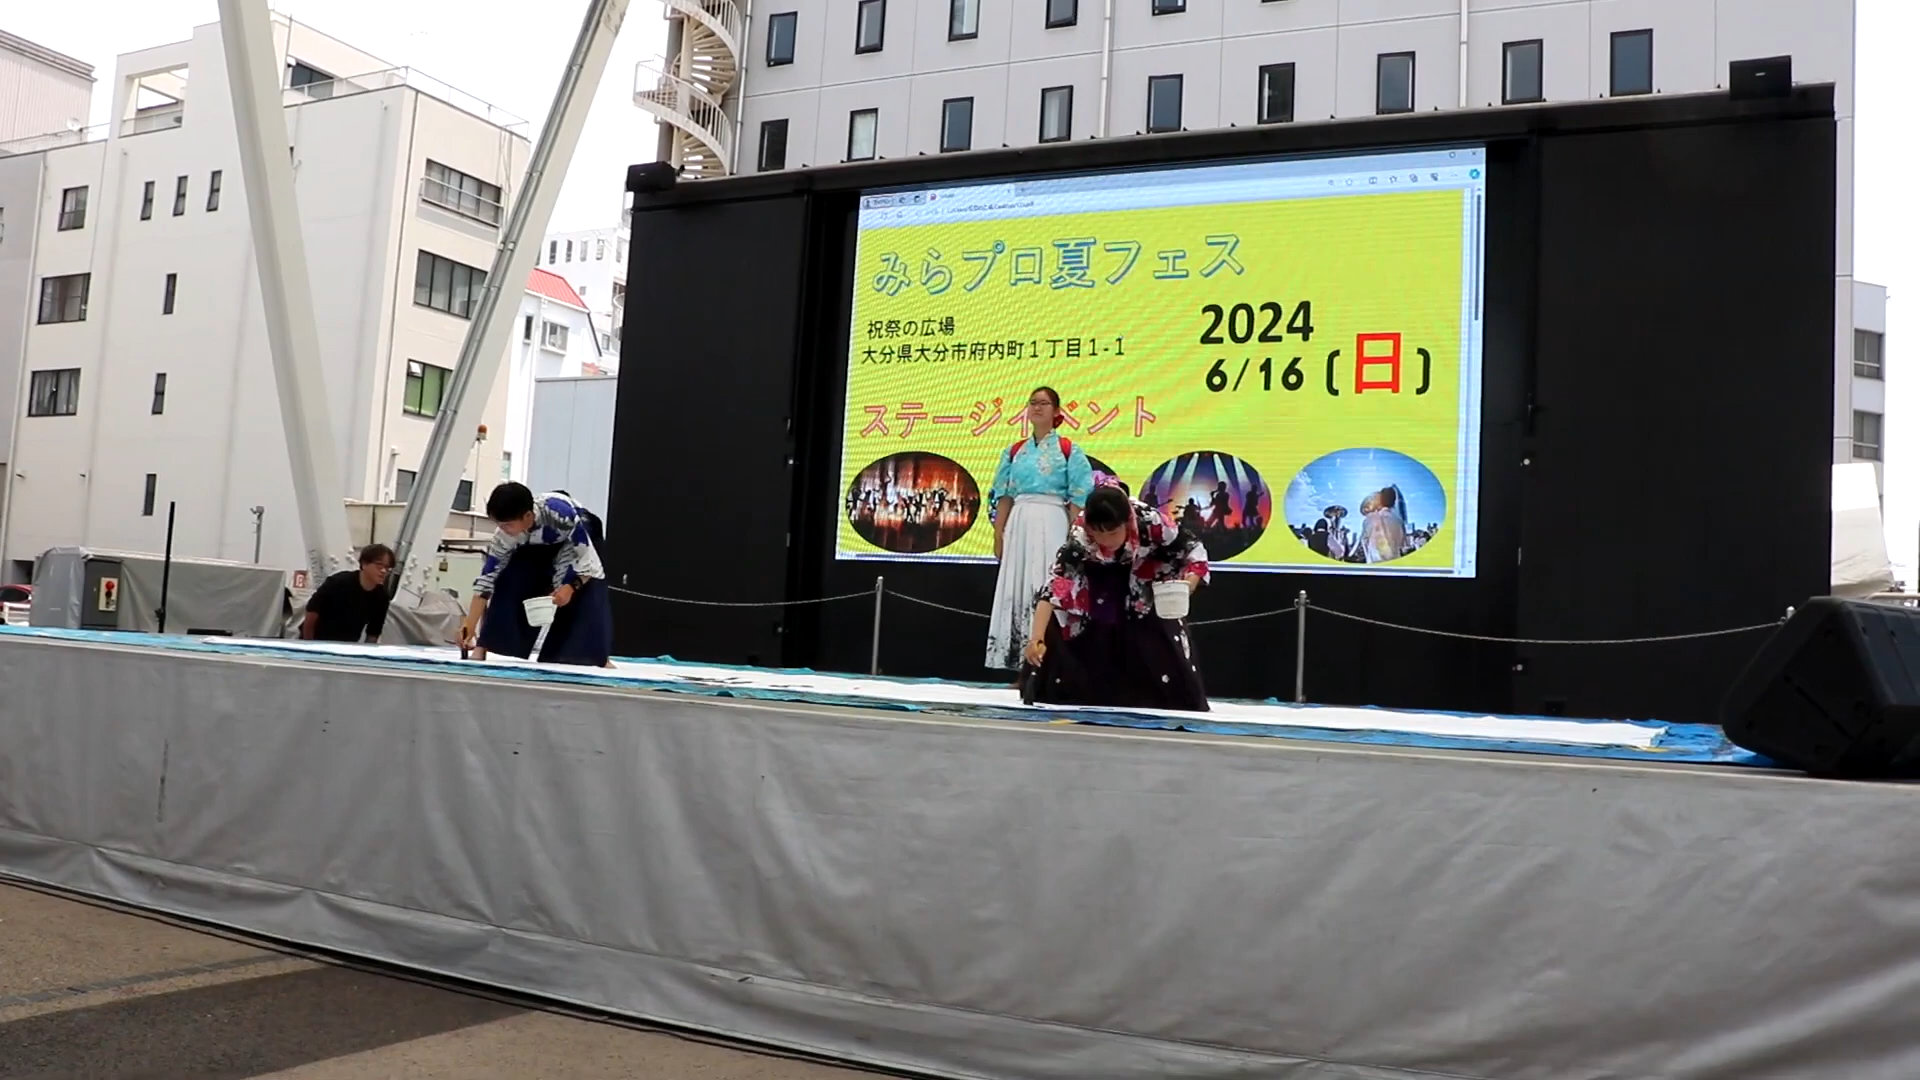 みらプロ夏フェス
祝祭の広場
大分県大分市府内町１丁目１-１
2024
6/16 (日)
ステージイベント